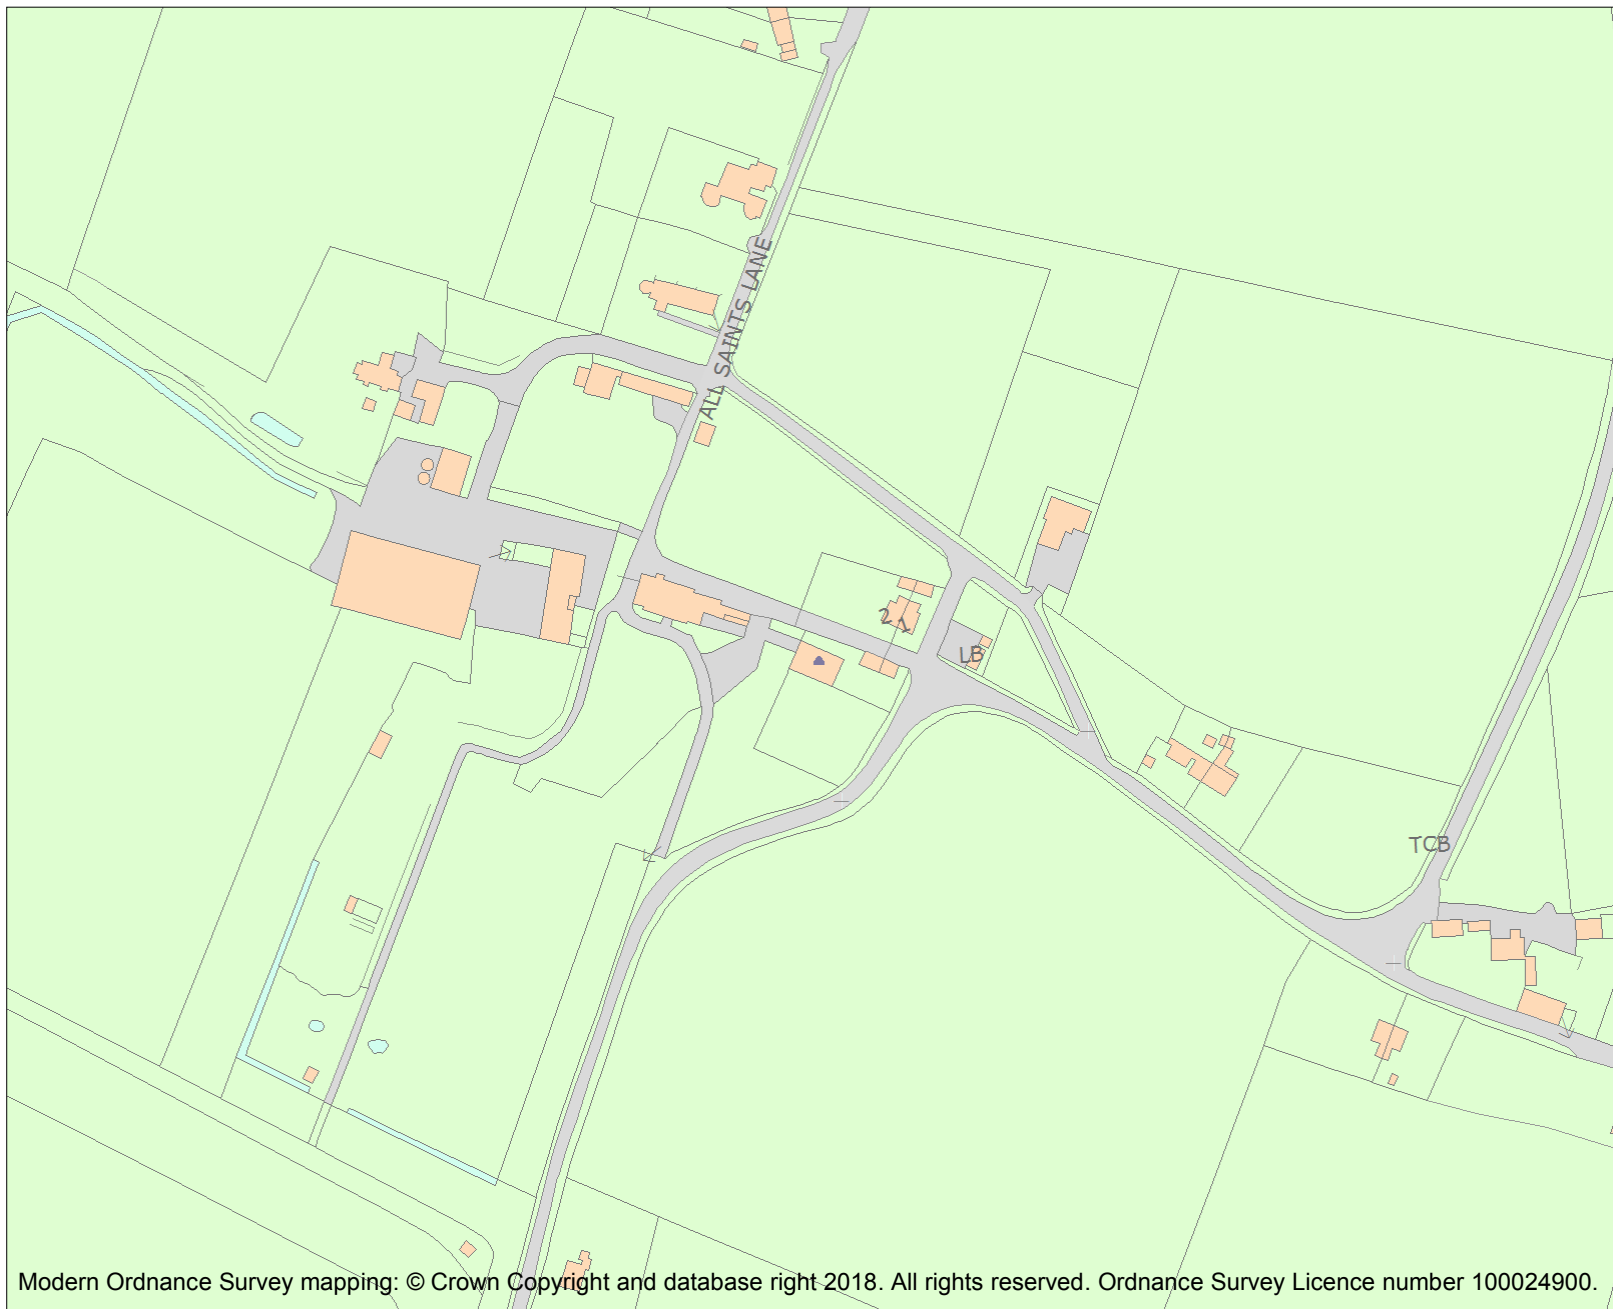 ALL SAINTS LANE
2
1
LB
TCB
Modern Ordnance Survey mapping: © Crown Copyright and database right 2018. All rights reserved. Ordnance Survey Licence number 100024900.